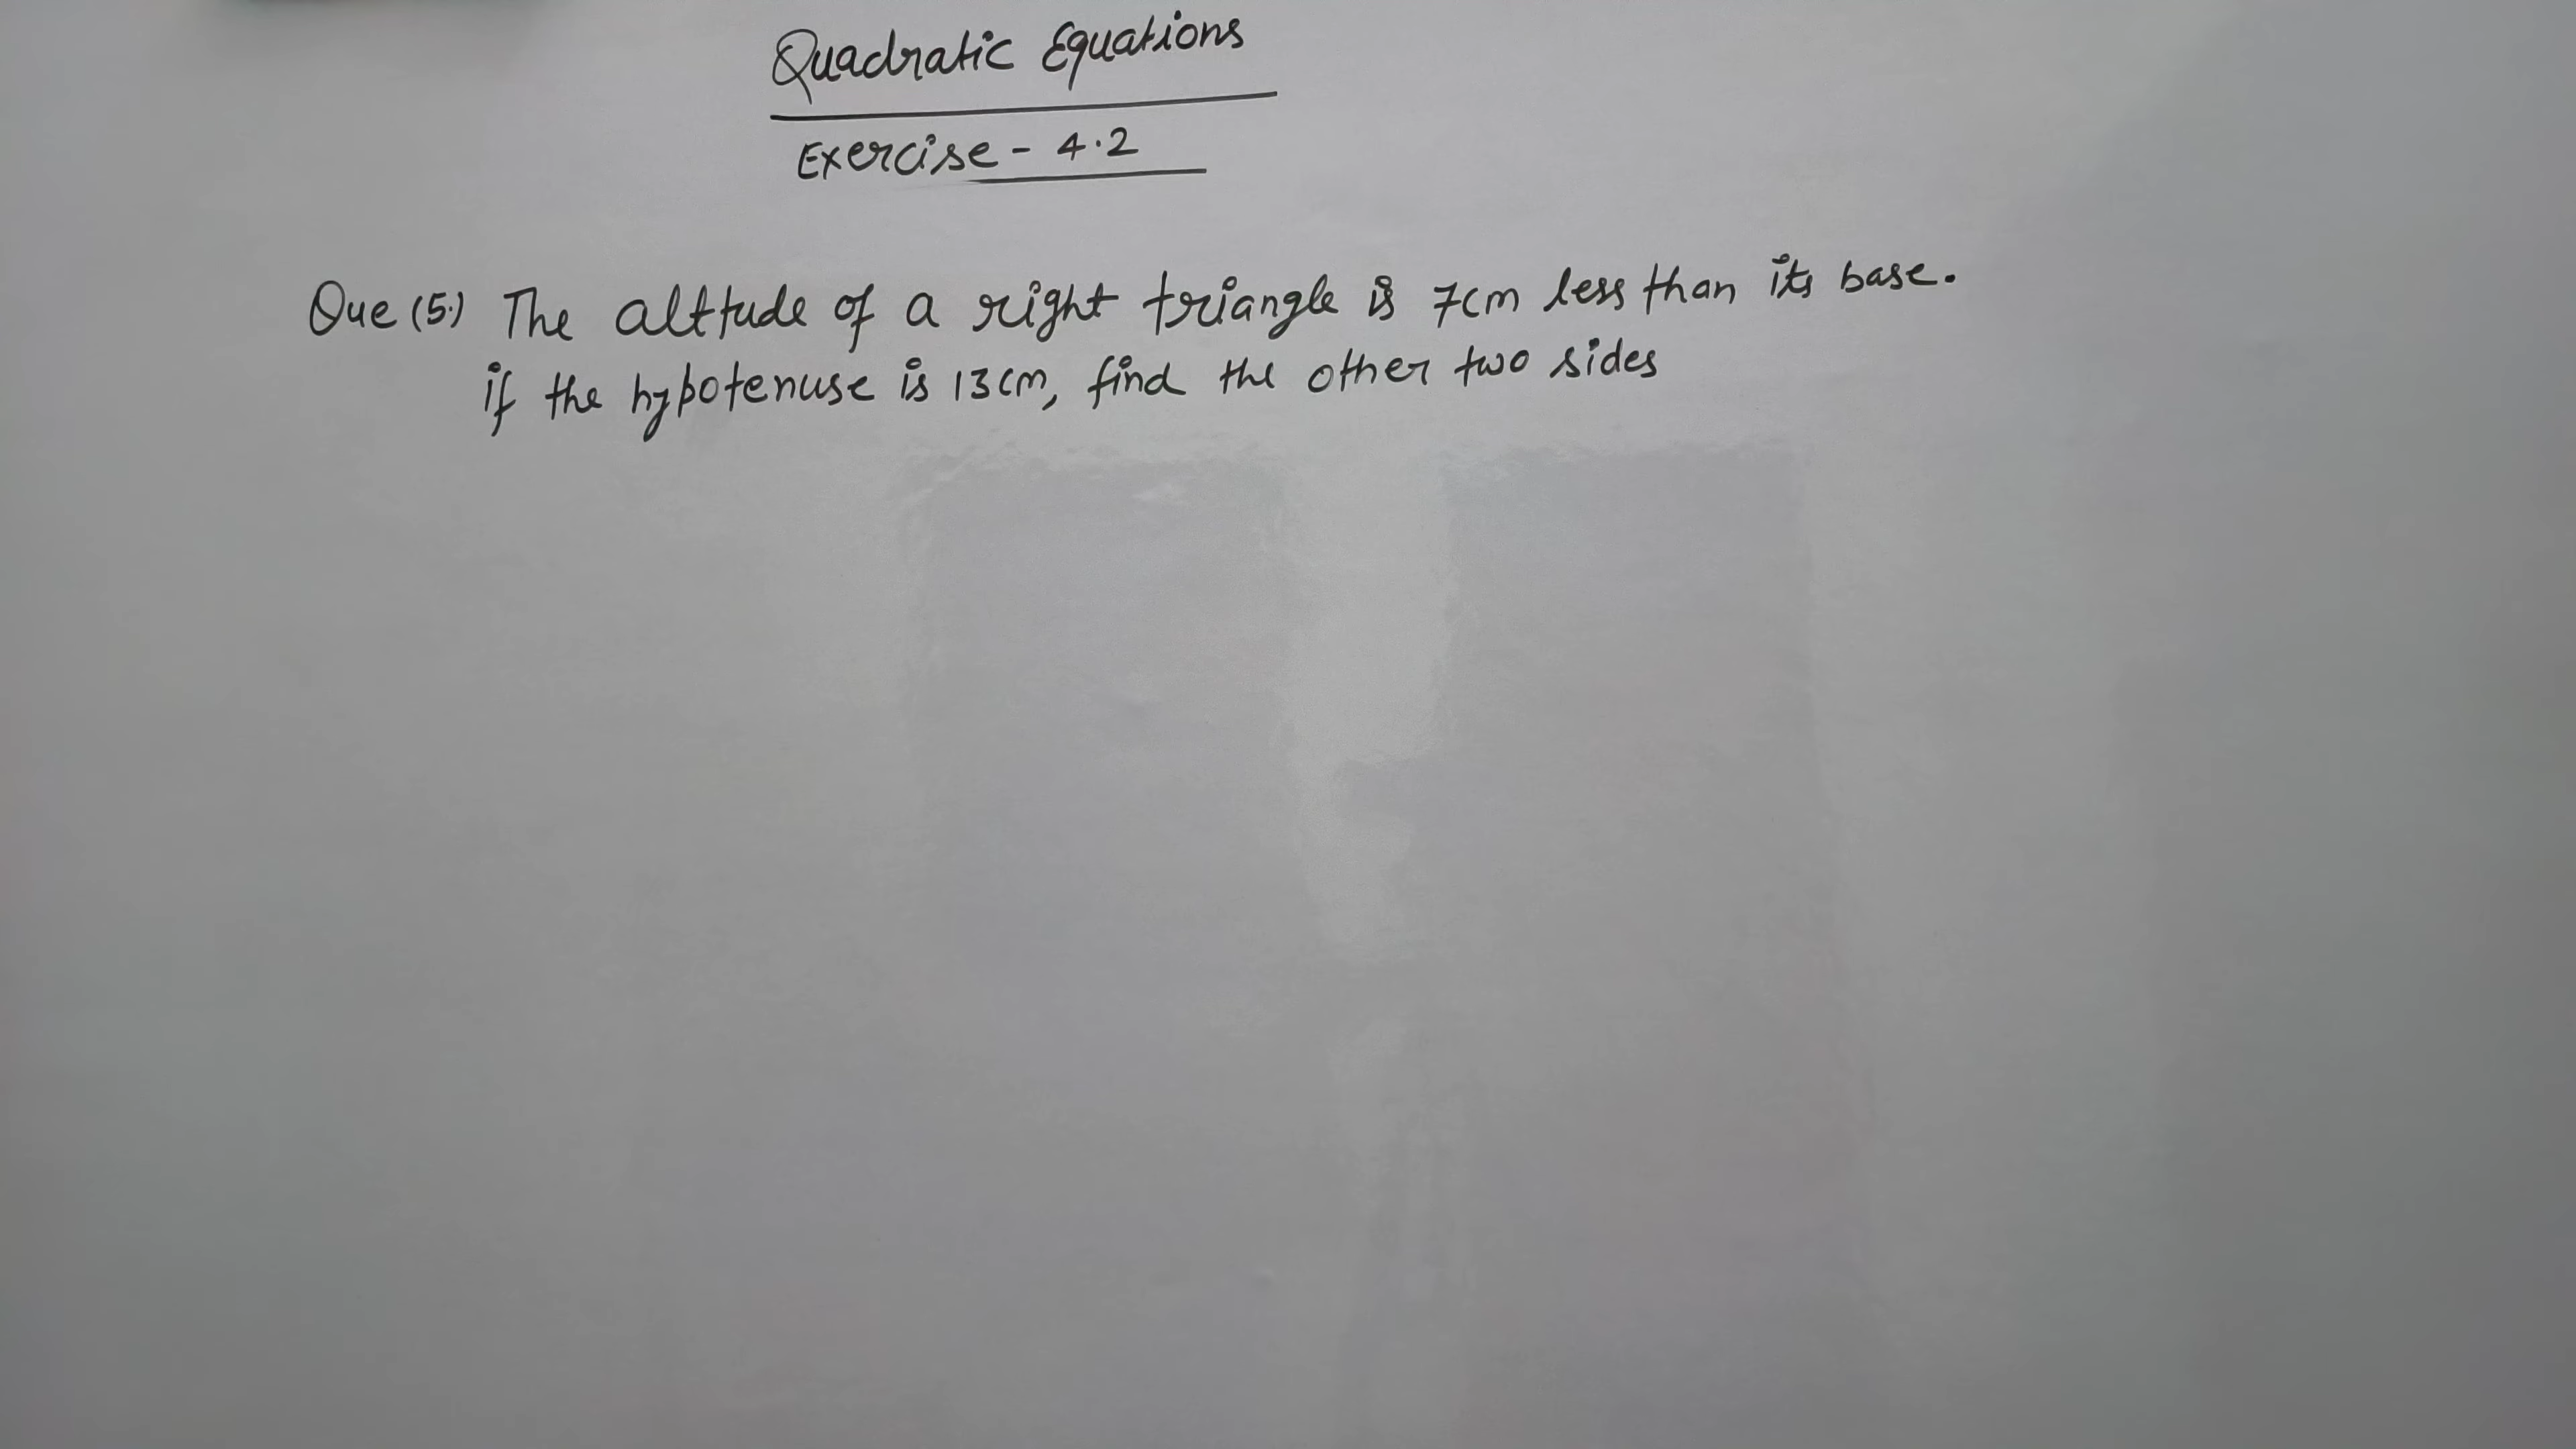 Quadratic Equations
Exercise - 4.2
Que (5.) The alttude of a right triangle is 7cm less than its base.
if the hypotenuse is 13cm, find the other two sides